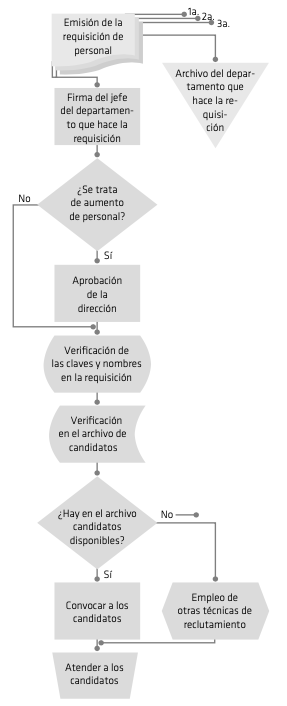 Emisión de la
requisición de
personal
1a.
2a.
3a.
Archivo del depar-
tamento que
hace la re-
quisi-
ción
Firma del jefe
del departamen-
to que hace la
requisición
¿Se trata
de aumento
de personal?
No
Sí
Aprobación
de la
dirección
Verificación de
las claves y nombres
en la requisición
Verificación
en el archivo de
candidatos
¿Hay en el archivo
candidatos
disponibles?
No
Sí
Convocar a los
candidatos
Empleo de
otras técnicas de
reclutamiento
Atender a los
candidatos